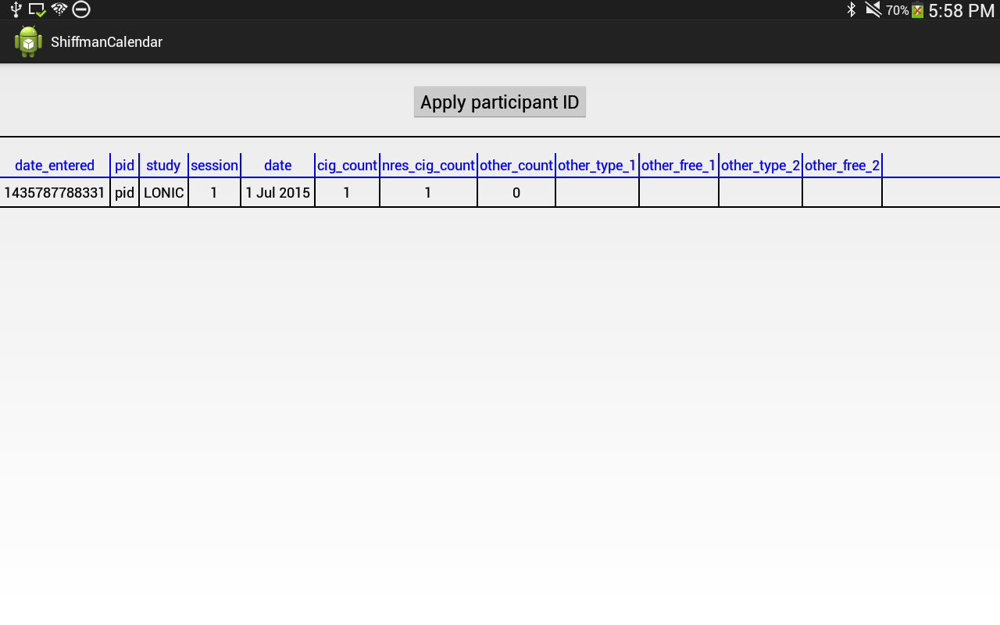 70% 5:58 PM
ShiffmanCalendar
Apply participant ID
date_entered pid study session date cig_count nres_cig_count other_count other_type_1 other_free_1 other_type_2 other_free_2
1435787788331 pid LONIC 1 1 Jul 2015 1 1 0